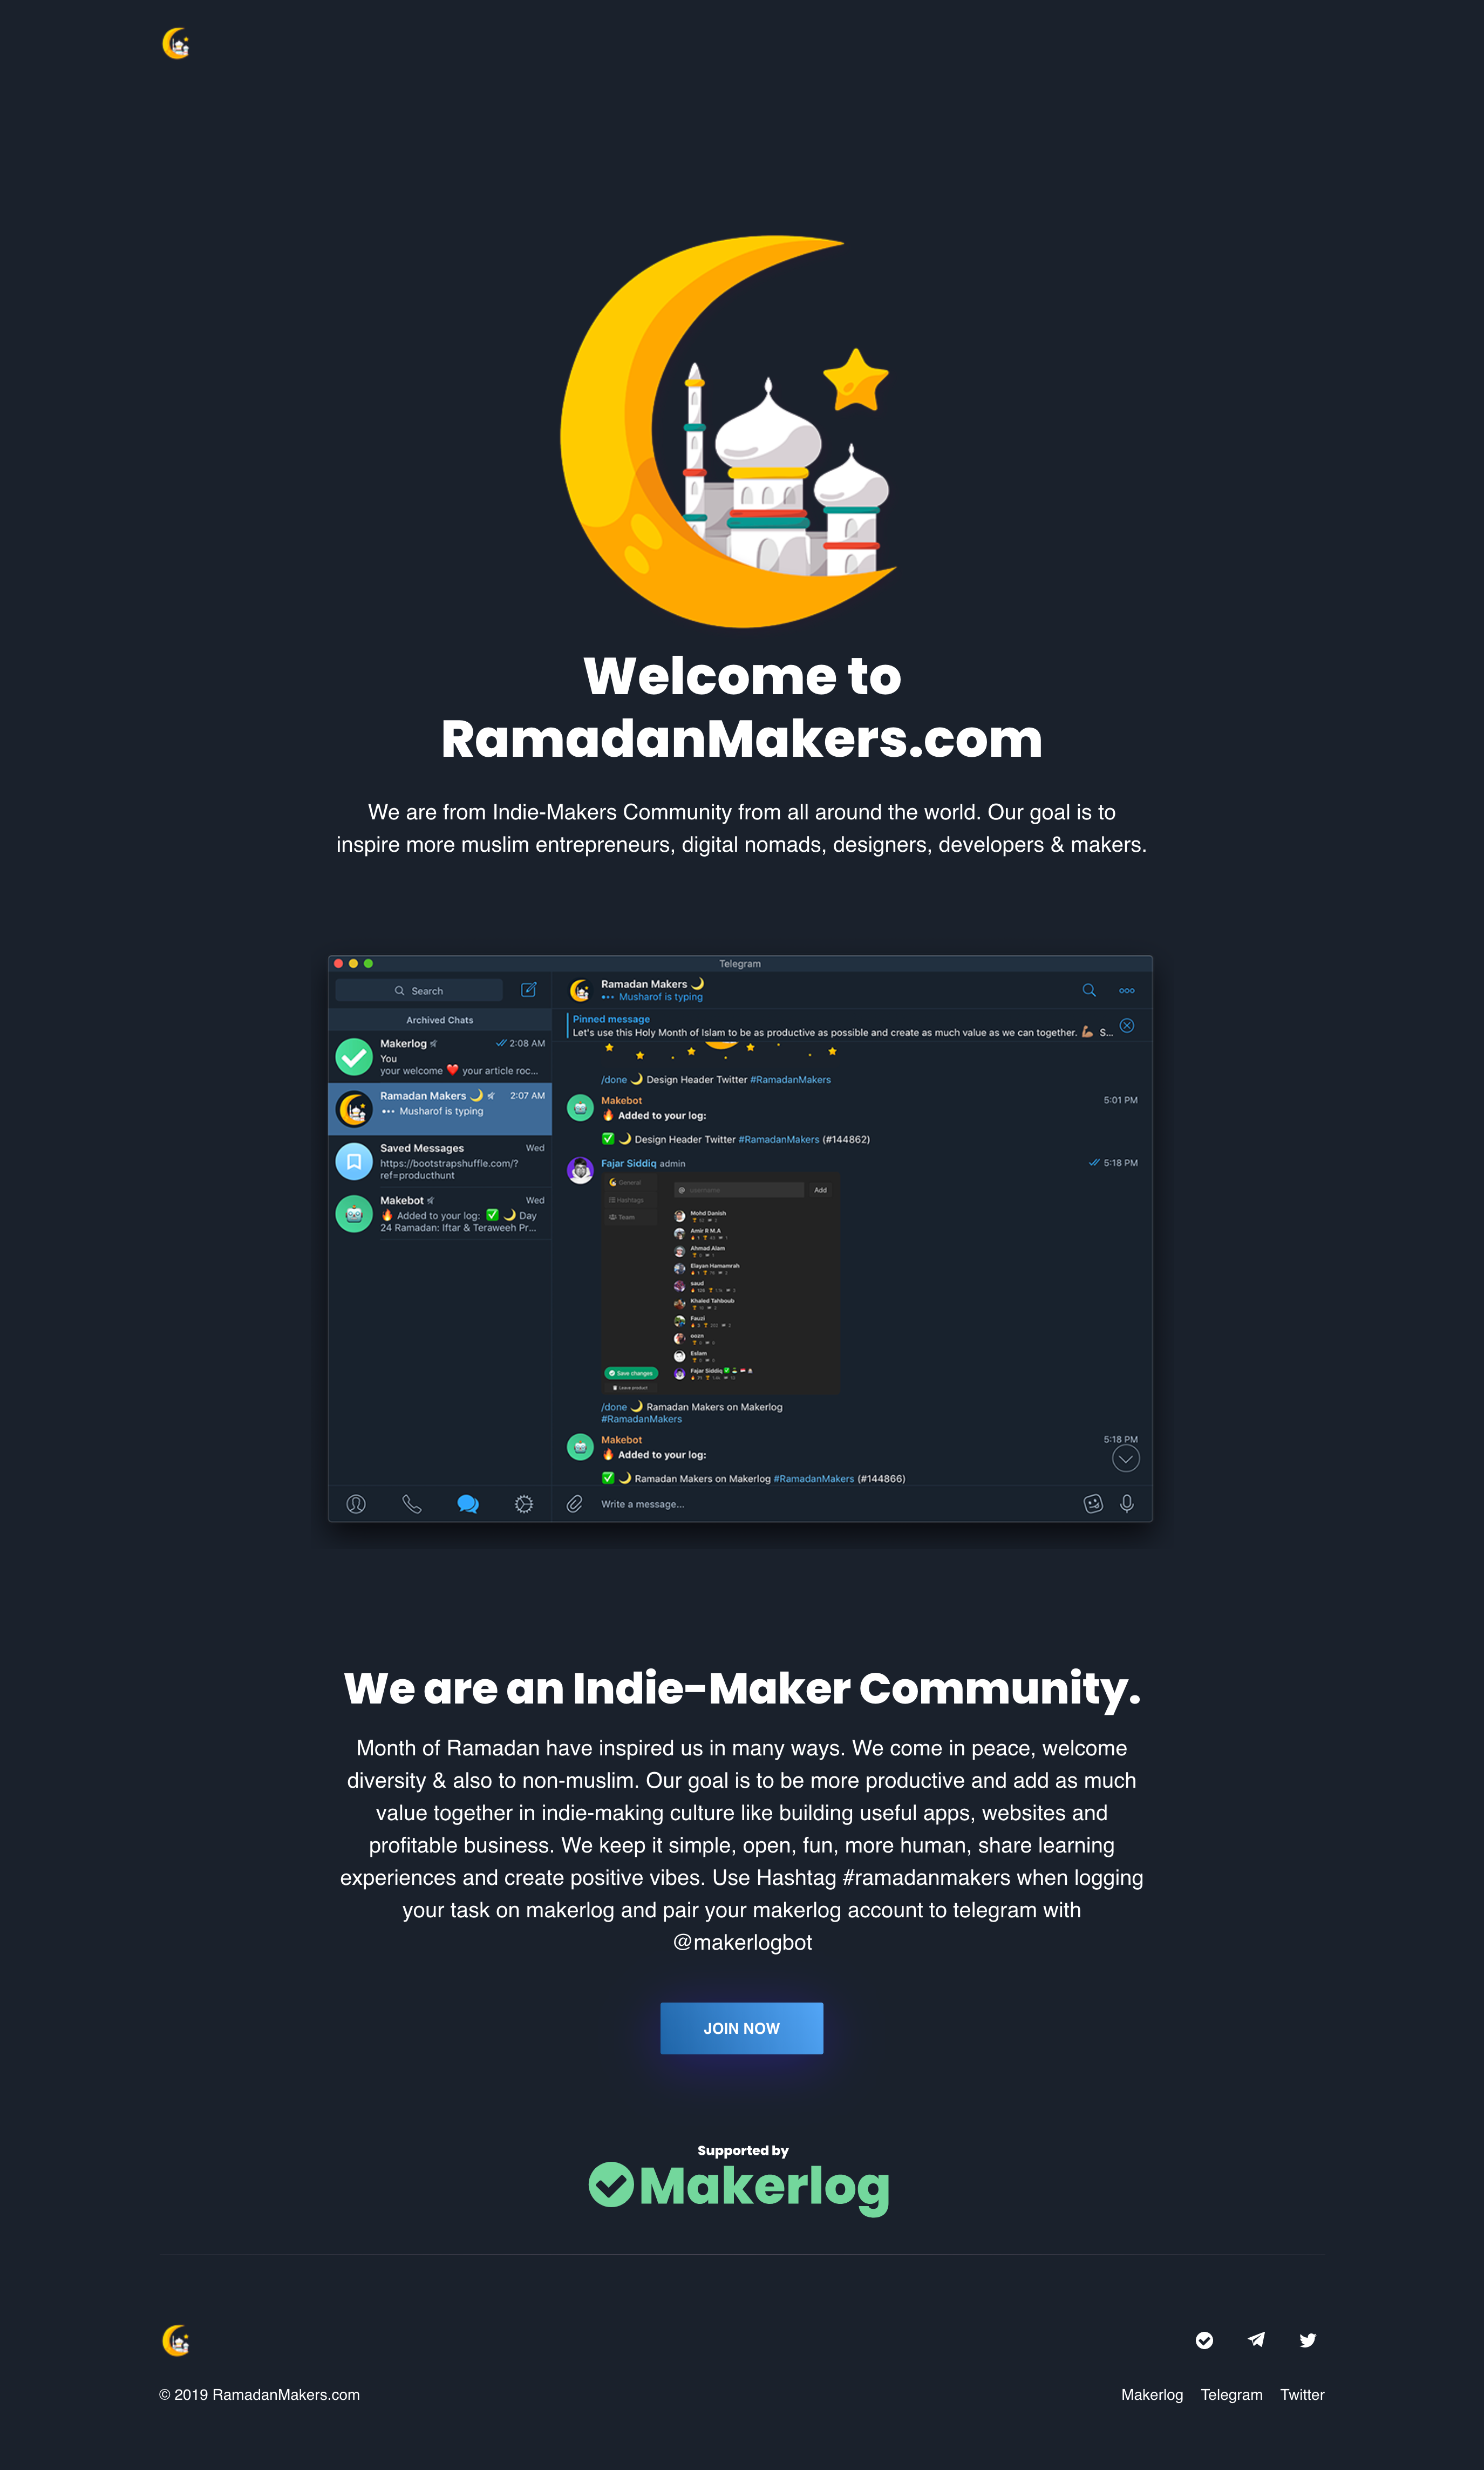 Welcome to
RamadanMakers.com
We are from Indie-Makers Community from all around the world. Our goal is to
inspire more muslim entrepreneurs, digital nomads, designers, developers & makers.
Telegram
Search
Archived Chats
Makerlog 2:08 AM
You
your welcome ❤️ your article roc...
Ramadan Makers 🌙 2:07 AM
••• Musharof is typing
Saved Messages Wed
https://bootstrapshuffle.com/?
ref=producthunt
Makebot Wed
🔥 Added to your log: ✅ 🌙 Day
24 Ramadan: Iftar & Teraweeh Pr...
Ramadan Makers 🌙
••• Musharof is typing
Pinned message
Let's use this Holy Month of Islam to be as productive as possible and create as much value as we can together. 💪 S...
/done 🌙 Design Header Twitter #RamadanMakers
Makebot 5:01 PM
🔥 Added to your log:
✅ 🌙 Design Header Twitter #RamadanMakers (#144862)
Fajar Siddiq admin 5:18 PM
General
Hashtags
Team
@ username Add
Mohd Danish
Amir R M.A
Ahmad Alam
Elayan Hamamrah
saud
Khaled Tahboub
Fauzi
oozn
Eslam
Fajar Siddiq
Save changes
Leave product
/done 🌙 Ramadan Makers on Makerlog
#RamadanMakers
Makebot 5:18 PM
🔥 Added to your log:
✅ 🌙 Ramadan Makers on Makerlog #RamadanMakers (#144866)
Write a message...
We are an Indie-Maker Community.
Month of Ramadan have inspired us in many ways. We come in peace, welcome
diversity & also to non-muslim. Our goal is to be more productive and add as much
value together in indie-making culture like building useful apps, websites and
profitable business. We keep it simple, open, fun, more human, share learning
experiences and create positive vibes. Use Hashtag #ramadanmakers when logging
your task on makerlog and pair your makerlog account to telegram with
@makerlogbot
JOIN NOW
Supported by
Makerlog
© 2019 RamadanMakers.com
Makerlog Telegram Twitter